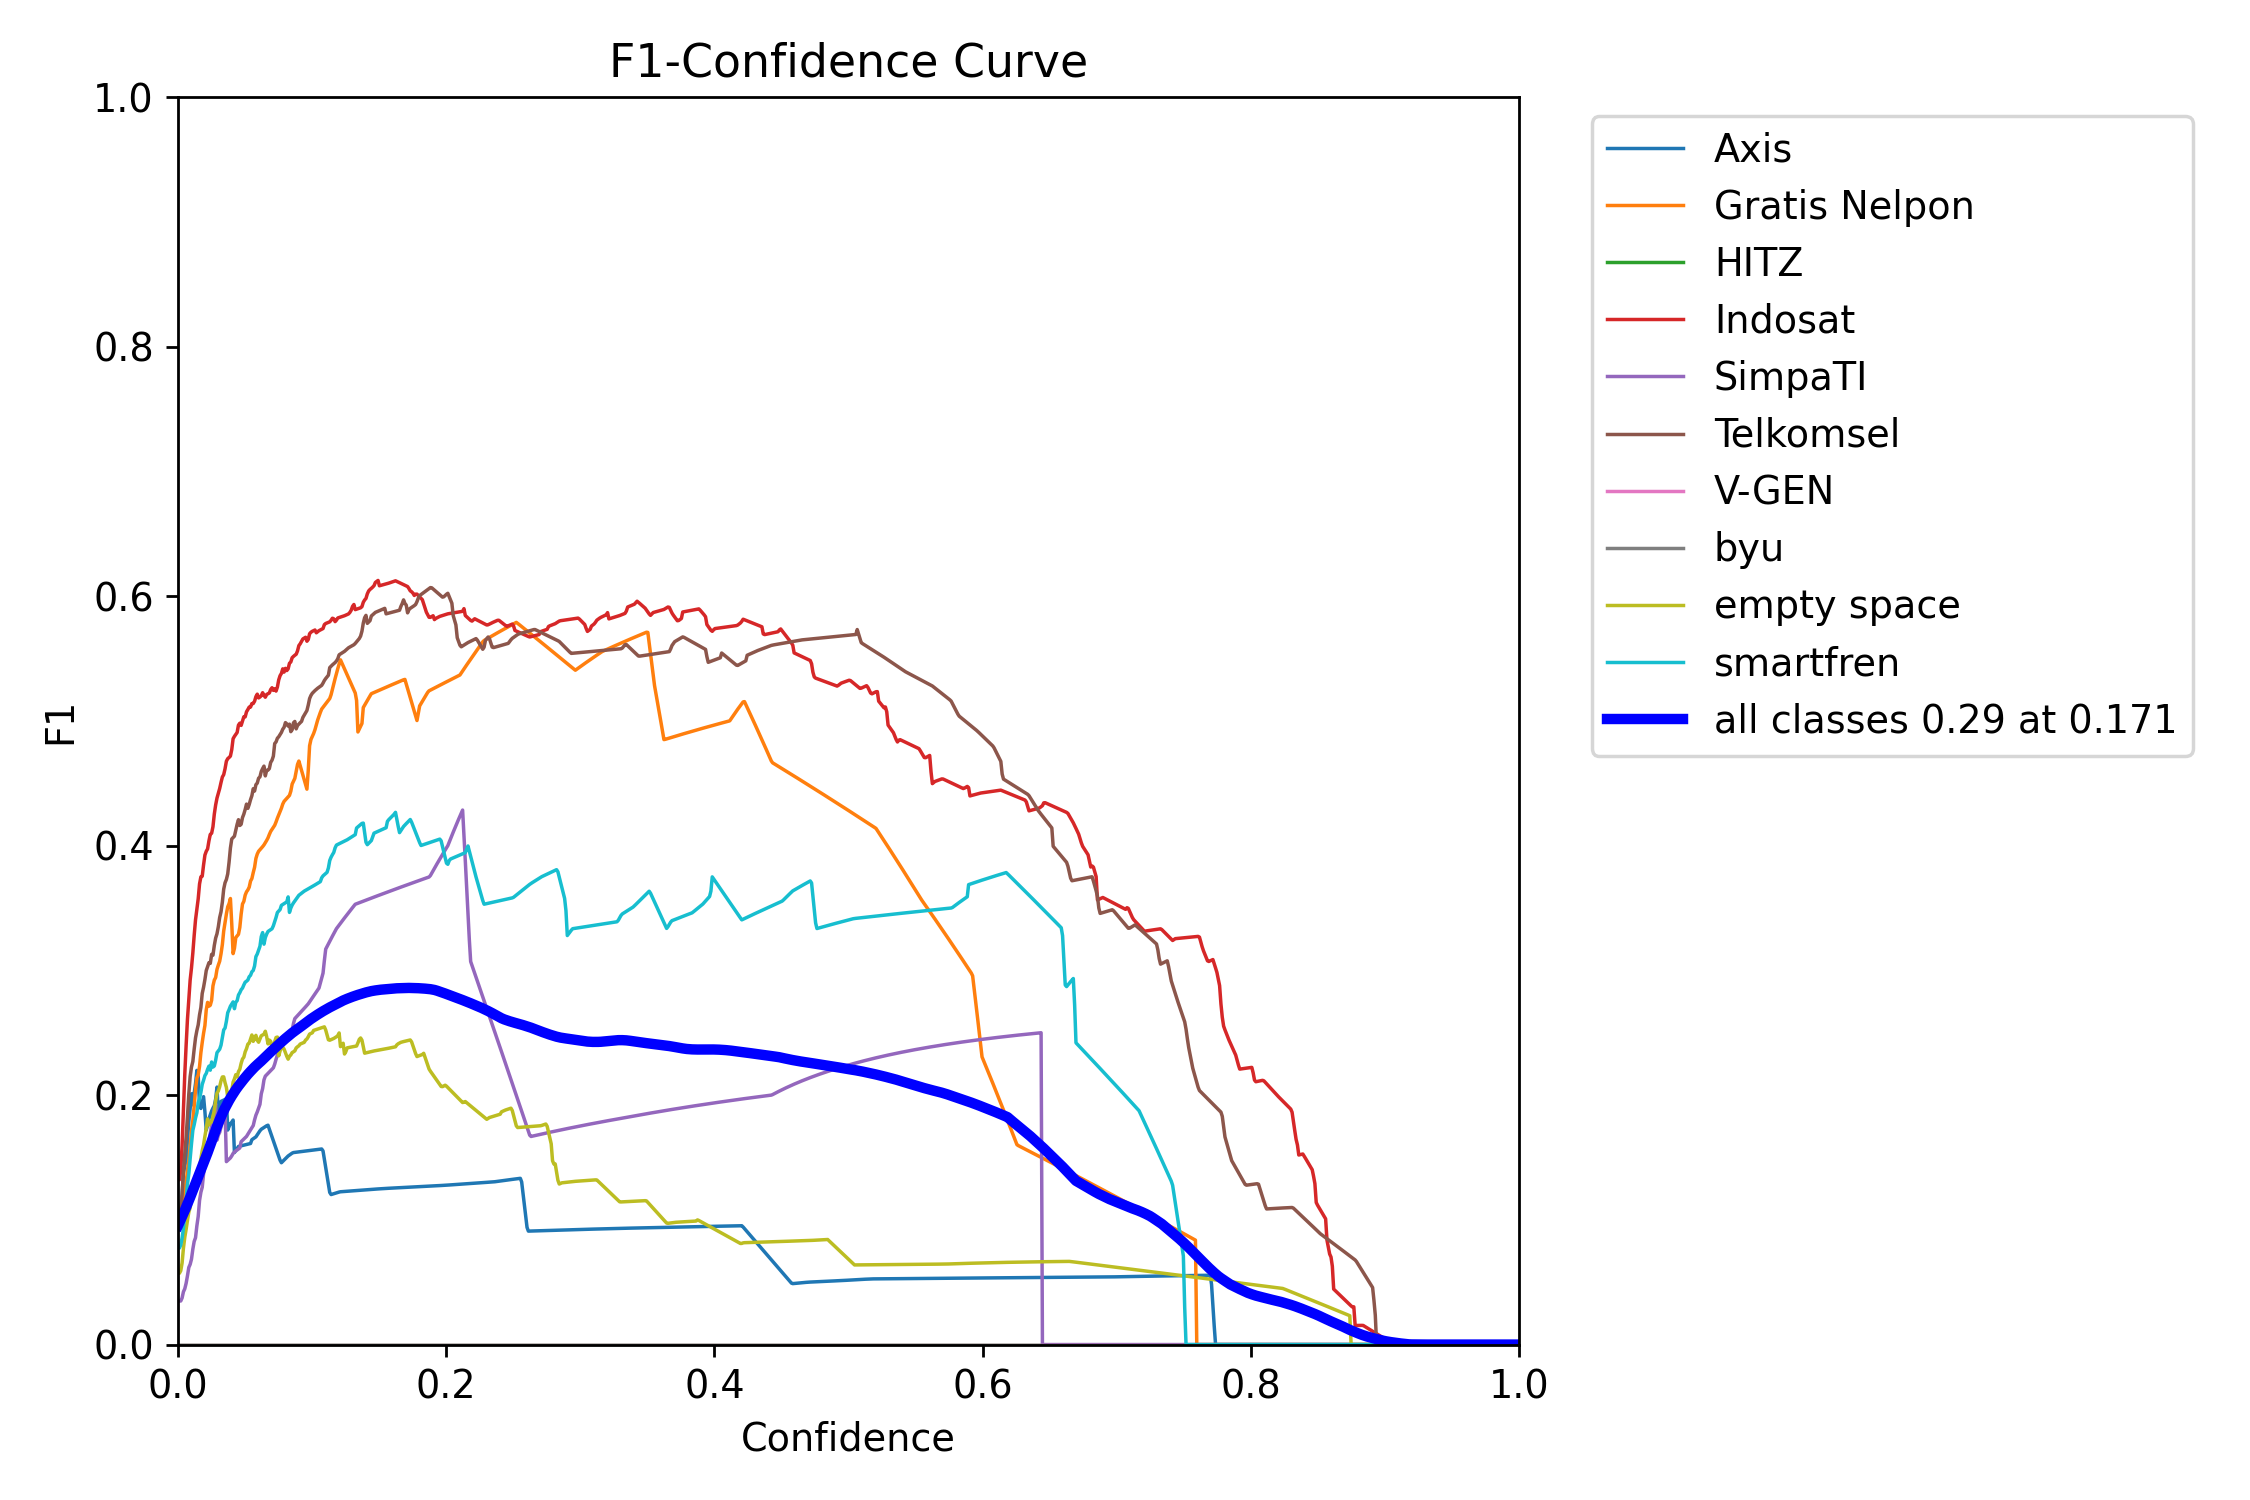 F1-Confidence Curve
1.0
0.8
0.6
0.4
0.2
0.0
F1
0.0 0.2 0.4 0.6 0.8 1.0
Confidence
Axis
Gratis Nelpon
HITZ
Indosat
SimpaTI
Telkomsel
V-GEN
byu
empty space
smartfren
all classes 0.29 at 0.171